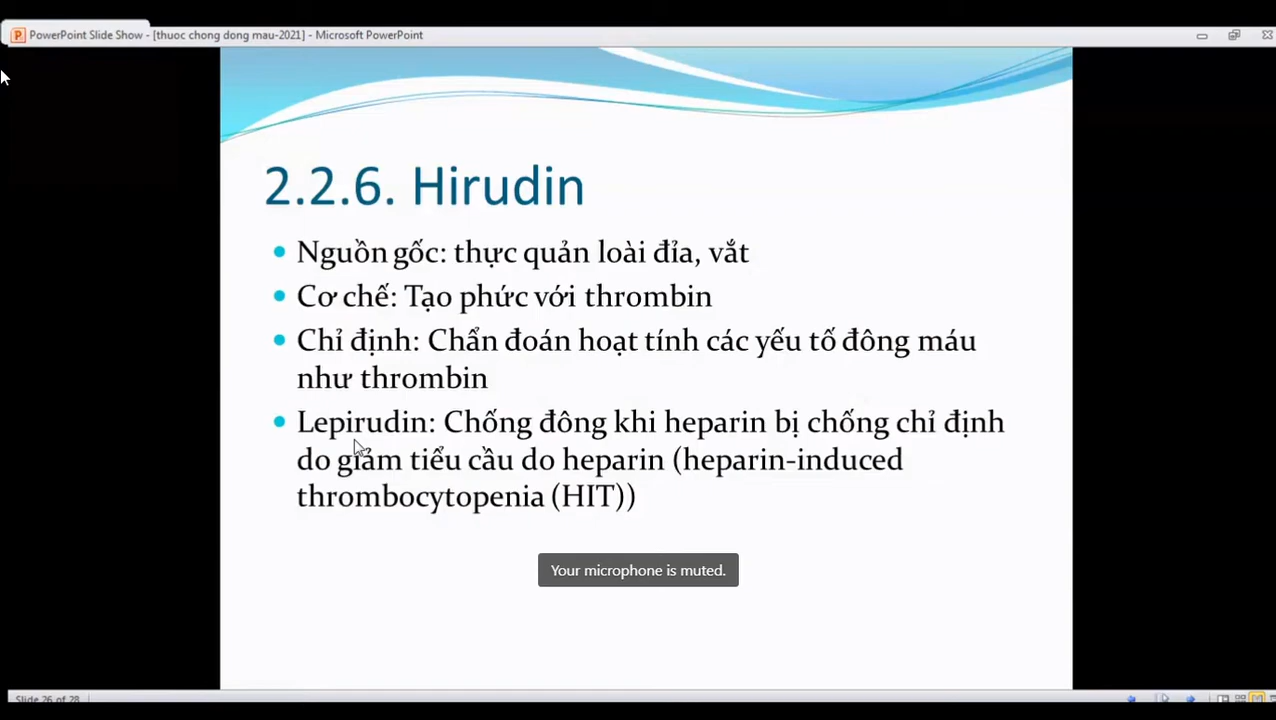 PowerPoint Slide Show - [thuoc chong dong mau-2021] - Microsoft PowerPoint
2.2.6. Hirudin
Nguồn gốc: thực quản loài đỉa, vắt
Cơ chế: Tạo phức với thrombin
Chỉ định: Chẩn đoán hoạt tính các yếu tố đông máu
như thrombin
Lepirudin: Chống đông khi heparin bị chống chỉ định
do giảm tiểu cầu do heparin (heparin-induced
thrombocytopenia (HIT))
Your microphone is muted.
Slide 26 of 28